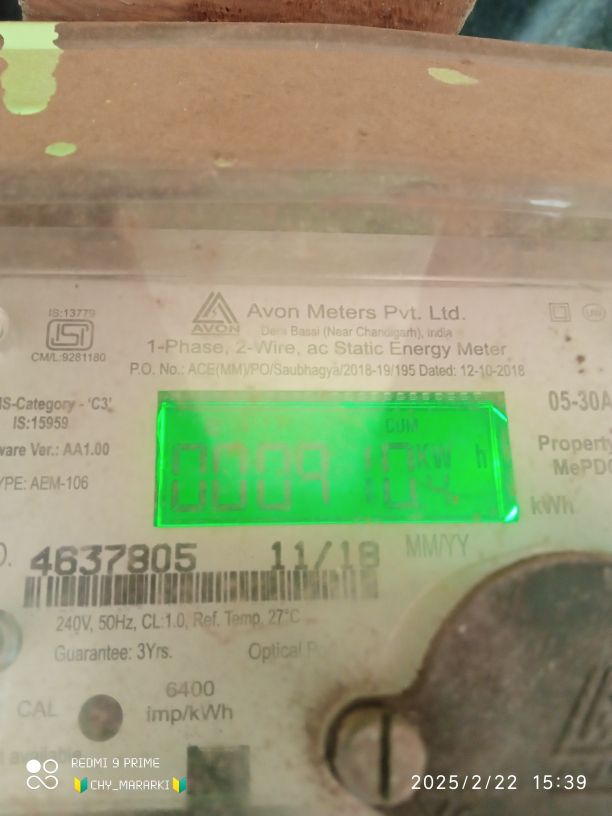 IS:13779
ISI
CM/L:9281180
AVON
Avon Meters Pvt. Ltd.
Dera Bassi (Near Chandigarh), India
1-Phase, 2-Wire, ac Static Energy Meter
P.O. No.: ACE(MM)/PO/Saubhagya/2018-19/195 Dated: 12-10-2018
IS-Category - 'C3'
IS:15959
ware Ver.: AA1.00
YPE: AEM-106
CUM
KW h
05-30A
Property
MePDC
kWh
4637805 11/18 MM/YY
240V, 50Hz, CL:1.0, Ref. Temp. 27°C
Guarantee: 3Yrs. Optical
CAL
6400
imp/kWh
available
REDMI 9 PRIME
CHY_MARARKI
2025/2/22 15:39